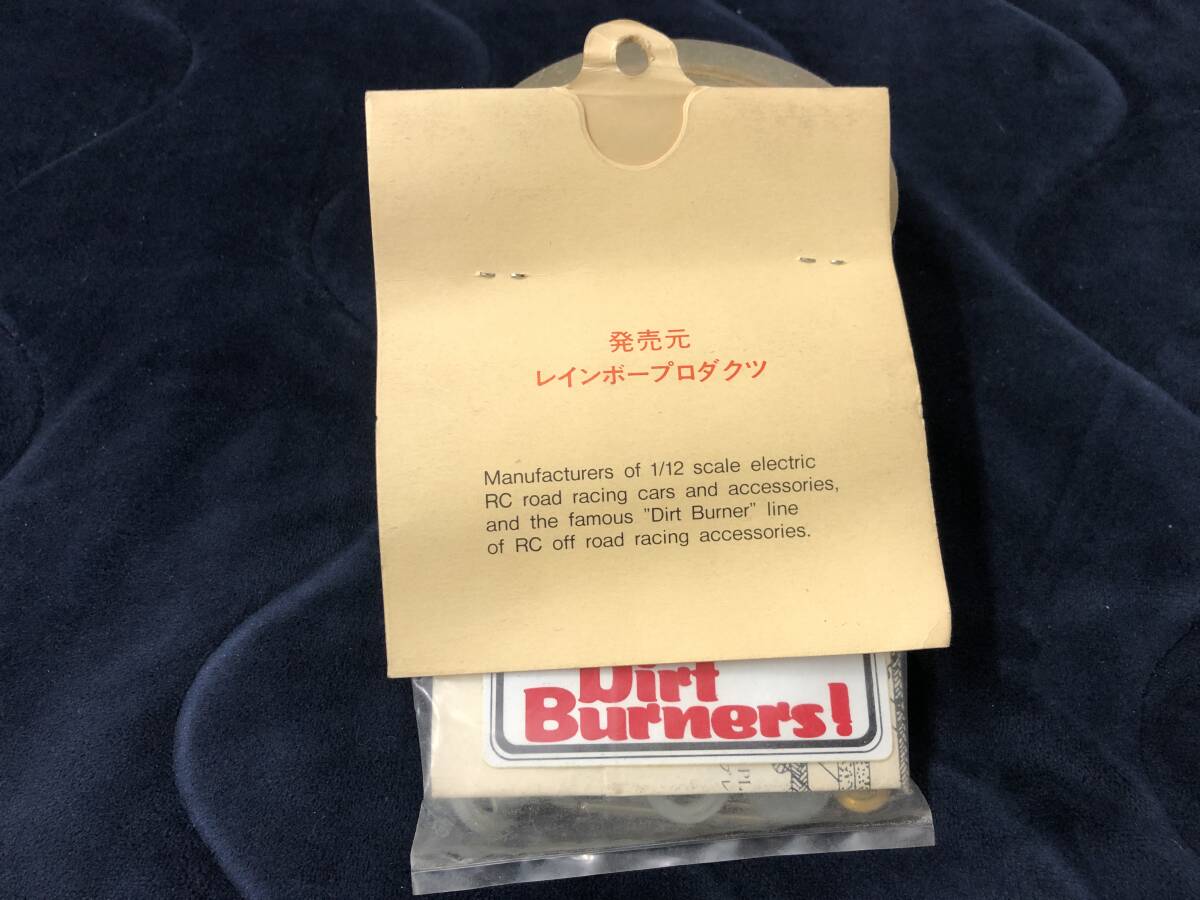 発売元
レインボープロダクツ
Manufacturers of 1/12 scale electric
RC road racing cars and accessories,
and the famous "Dirt Burner" line
of RC off road racing accessories.
Dirt
Burners!